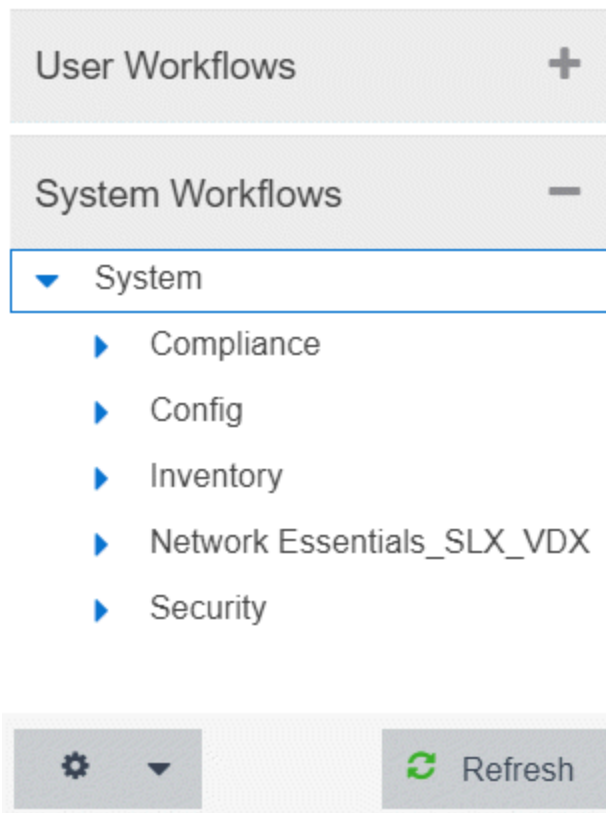 User Workflows
System Workflows
System
Compliance
Config
Inventory
Network Essentials_SLX_VDX
Security
Refresh